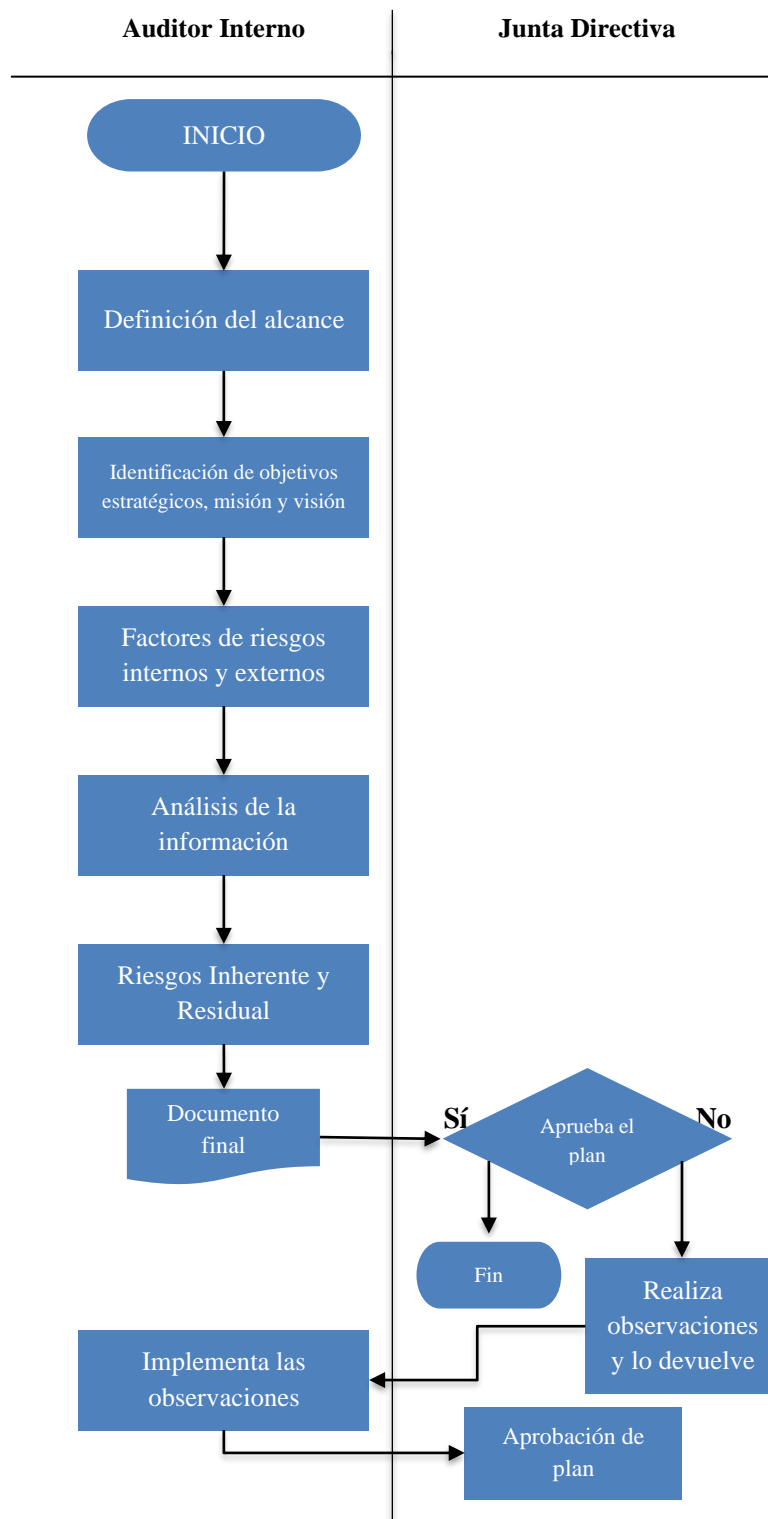 Auditor Interno
Junta Directiva
INICIO
Definición del alcance
Identificación de objetivos
estratégicos, misión y visión
Factores de riesgos
internos y externos
Análisis de la
información
Riesgos Inherente y
Residual
Documento
final
Sí
Aprueba el
plan
No
Fin
Realiza
observaciones
y lo devuelve
Implementa las
observaciones
Aprobación de
plan